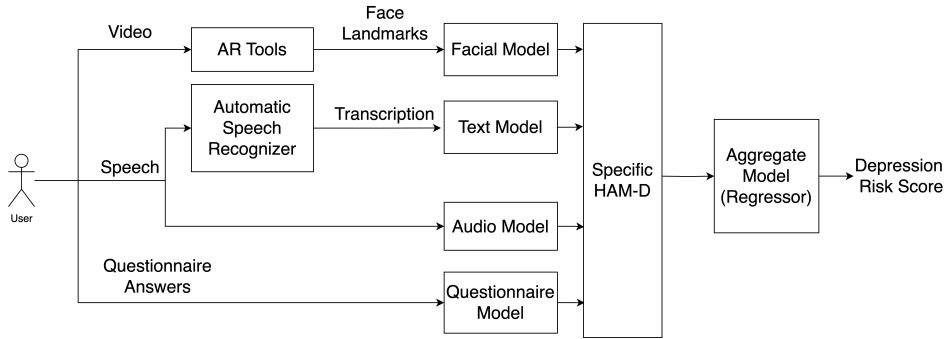 Video
AR Tools
Face
Landmarks
Facial Model
Automatic
Speech
Recognizer
Transcription
Text Model
User
Speech
Audio Model
Questionnaire
Answers
Questionnaire
Model
Specific
HAM-D
Aggregate
Model
(Regressor)
Depression
Risk Score